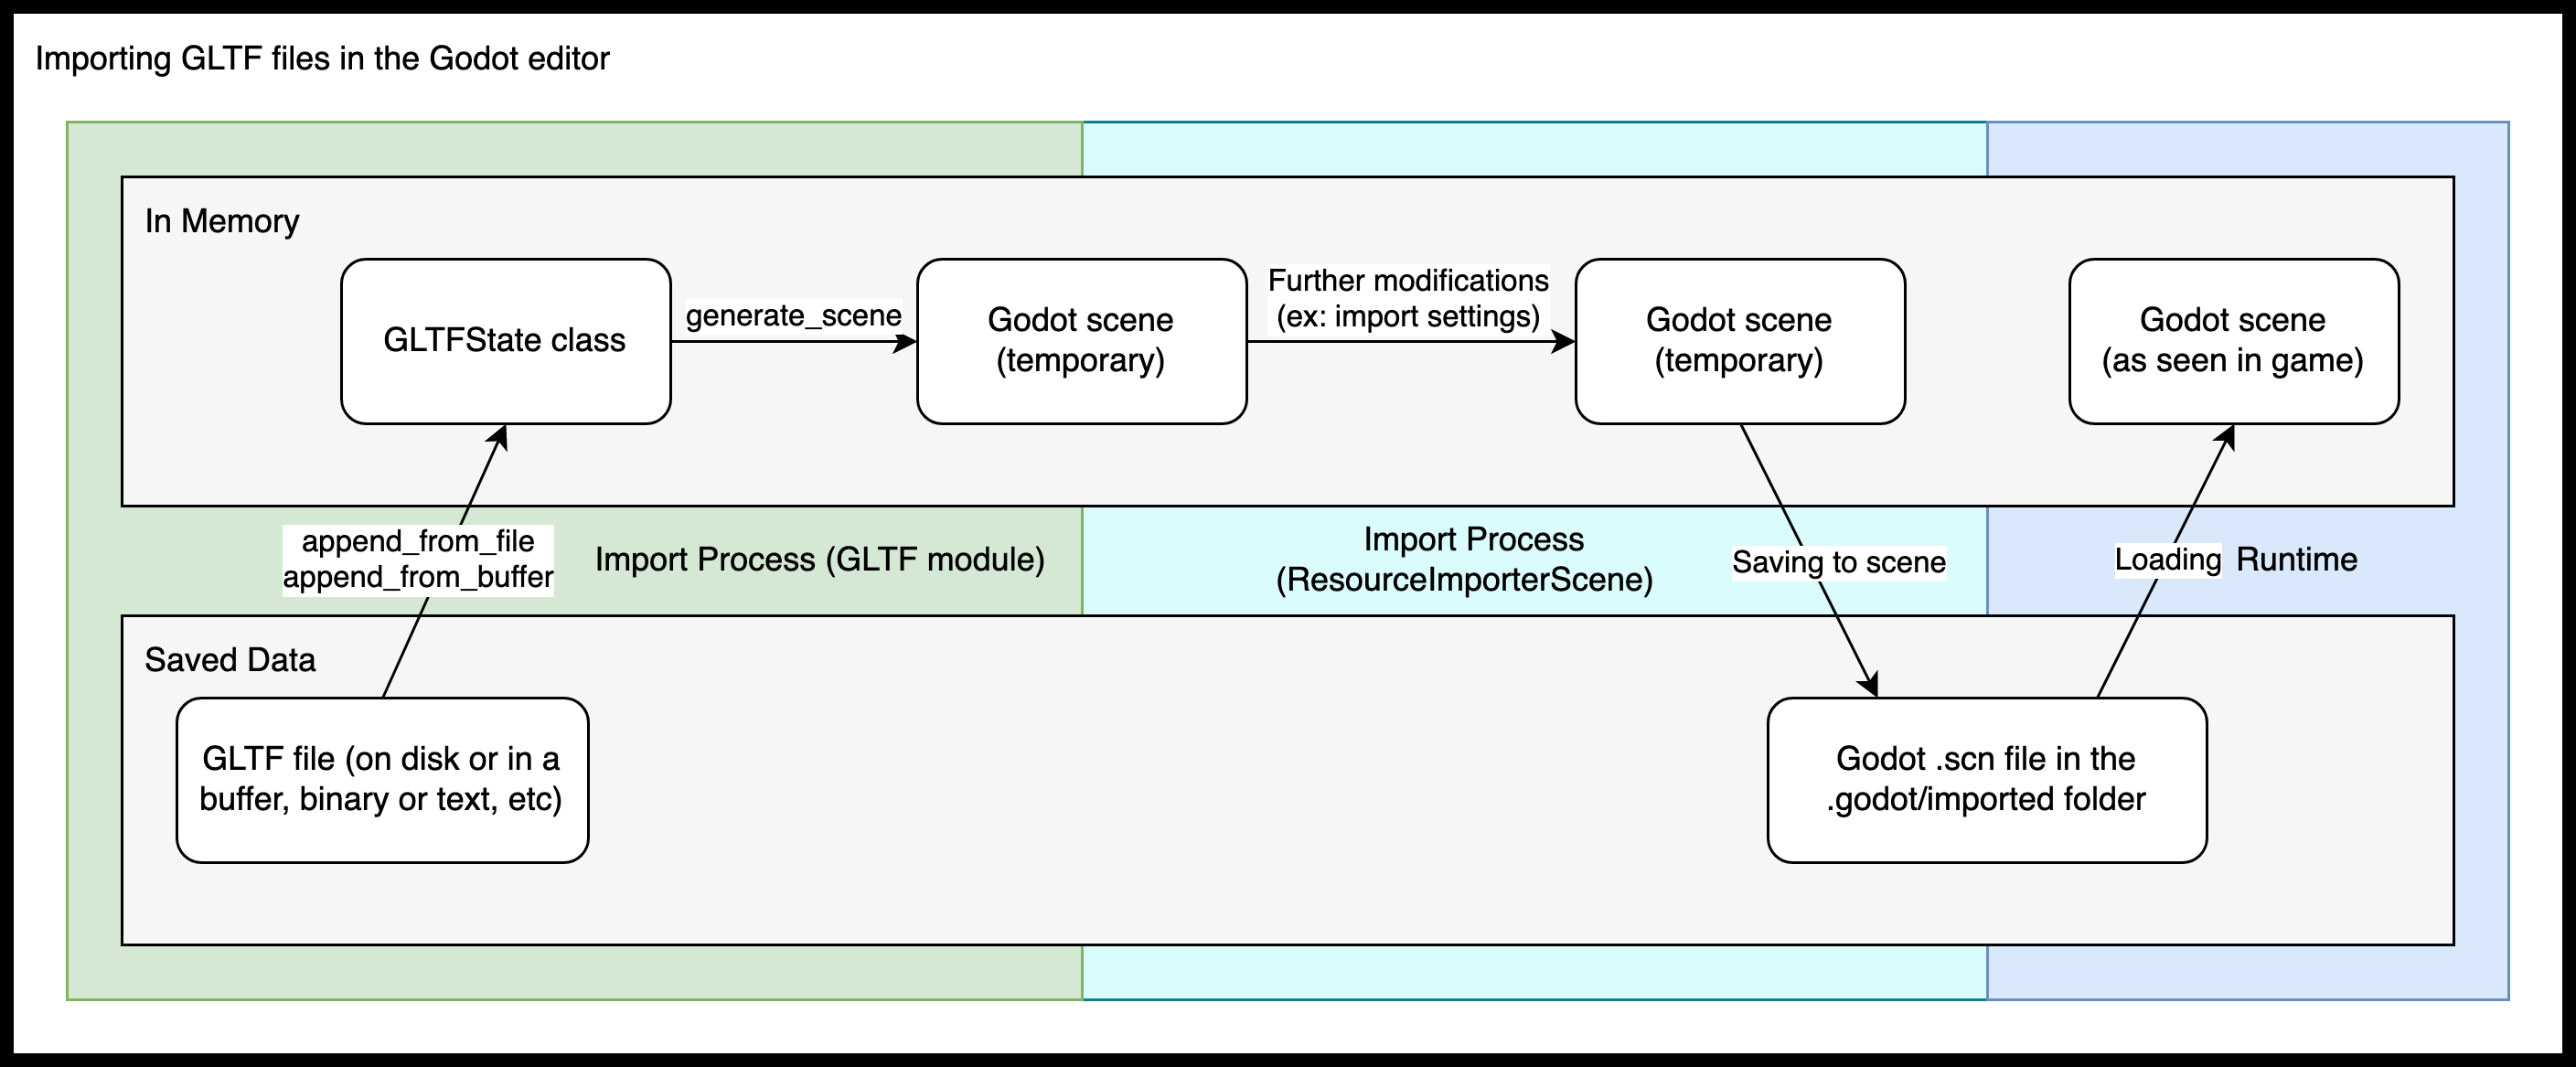 Importing GLTF files in the Godot editor
In Memory
GLTFState class
generate_scene
Godot scene
(temporary)
Further modifications
(ex: import settings)
Godot scene
(temporary)
Godot scene
(as seen in game)
append_from_file
append_from_buffer
Import Process (GLTF module)
Import Process
(ResourceImporterScene)
Saving to scene
Loading
Runtime
Saved Data
GLTF file (on disk or in a
buffer, binary or text, etc)
Godot .scn file in the
.godot/imported folder